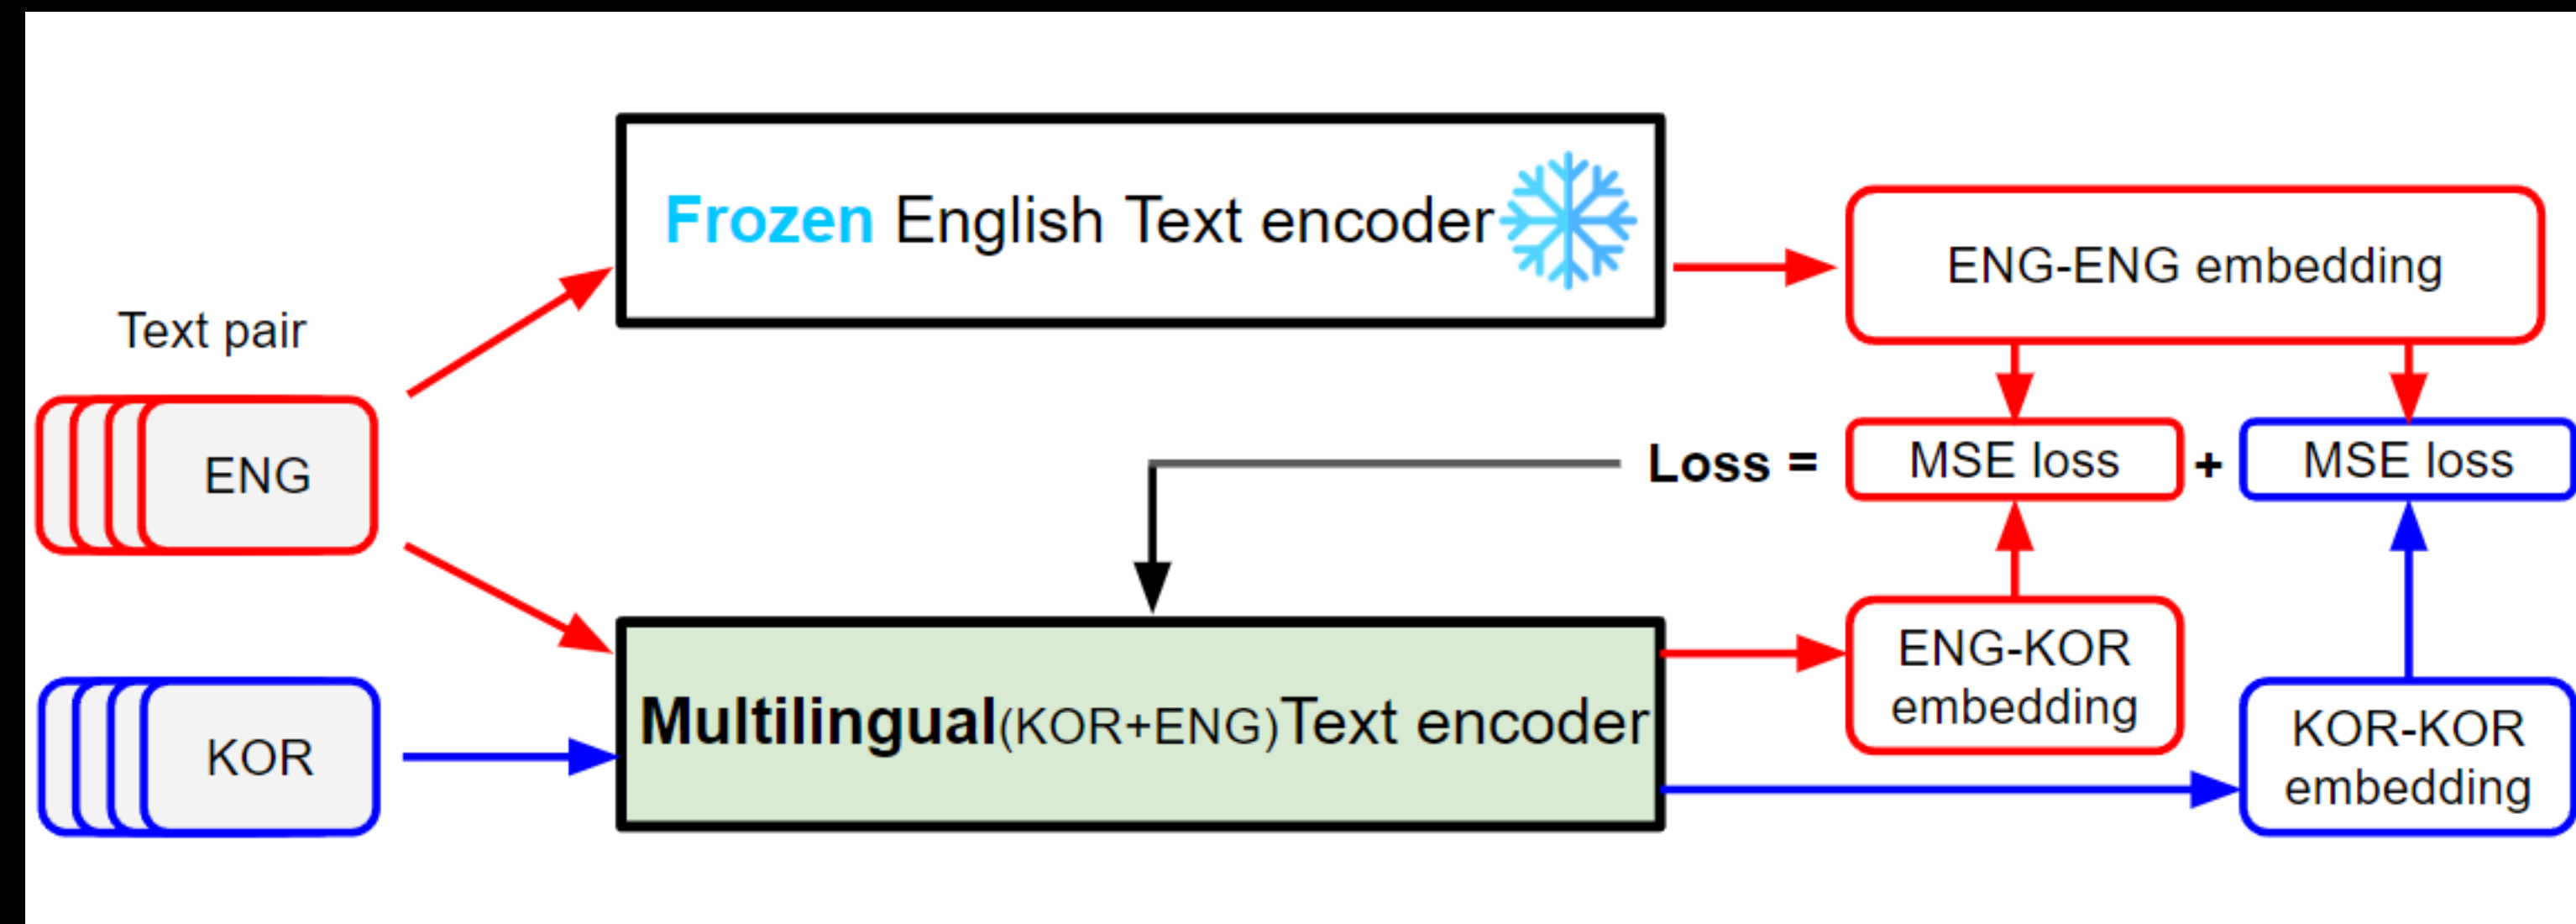 Frozen English Text encoder
ENG-ENG embedding
Text pair
ENG
Loss = MSE loss + MSE loss
Multilingual(KOR+ENG)Text encoder
ENG-KOR
embedding
KOR
KOR-KOR
embedding